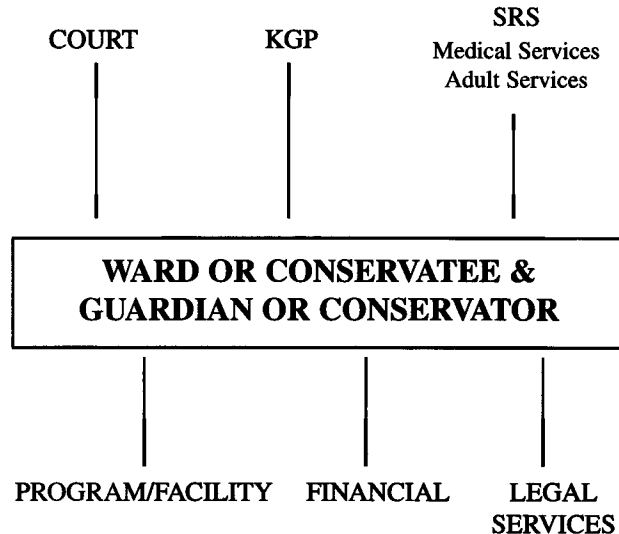 COURT
KGP
SRS
Medical Services
Adult Services
WARD OR CONSERVATEE &
GUARDIAN OR CONSERVATOR
PROGRAM/FACILITY
FINANCIAL
LEGAL
SERVICES